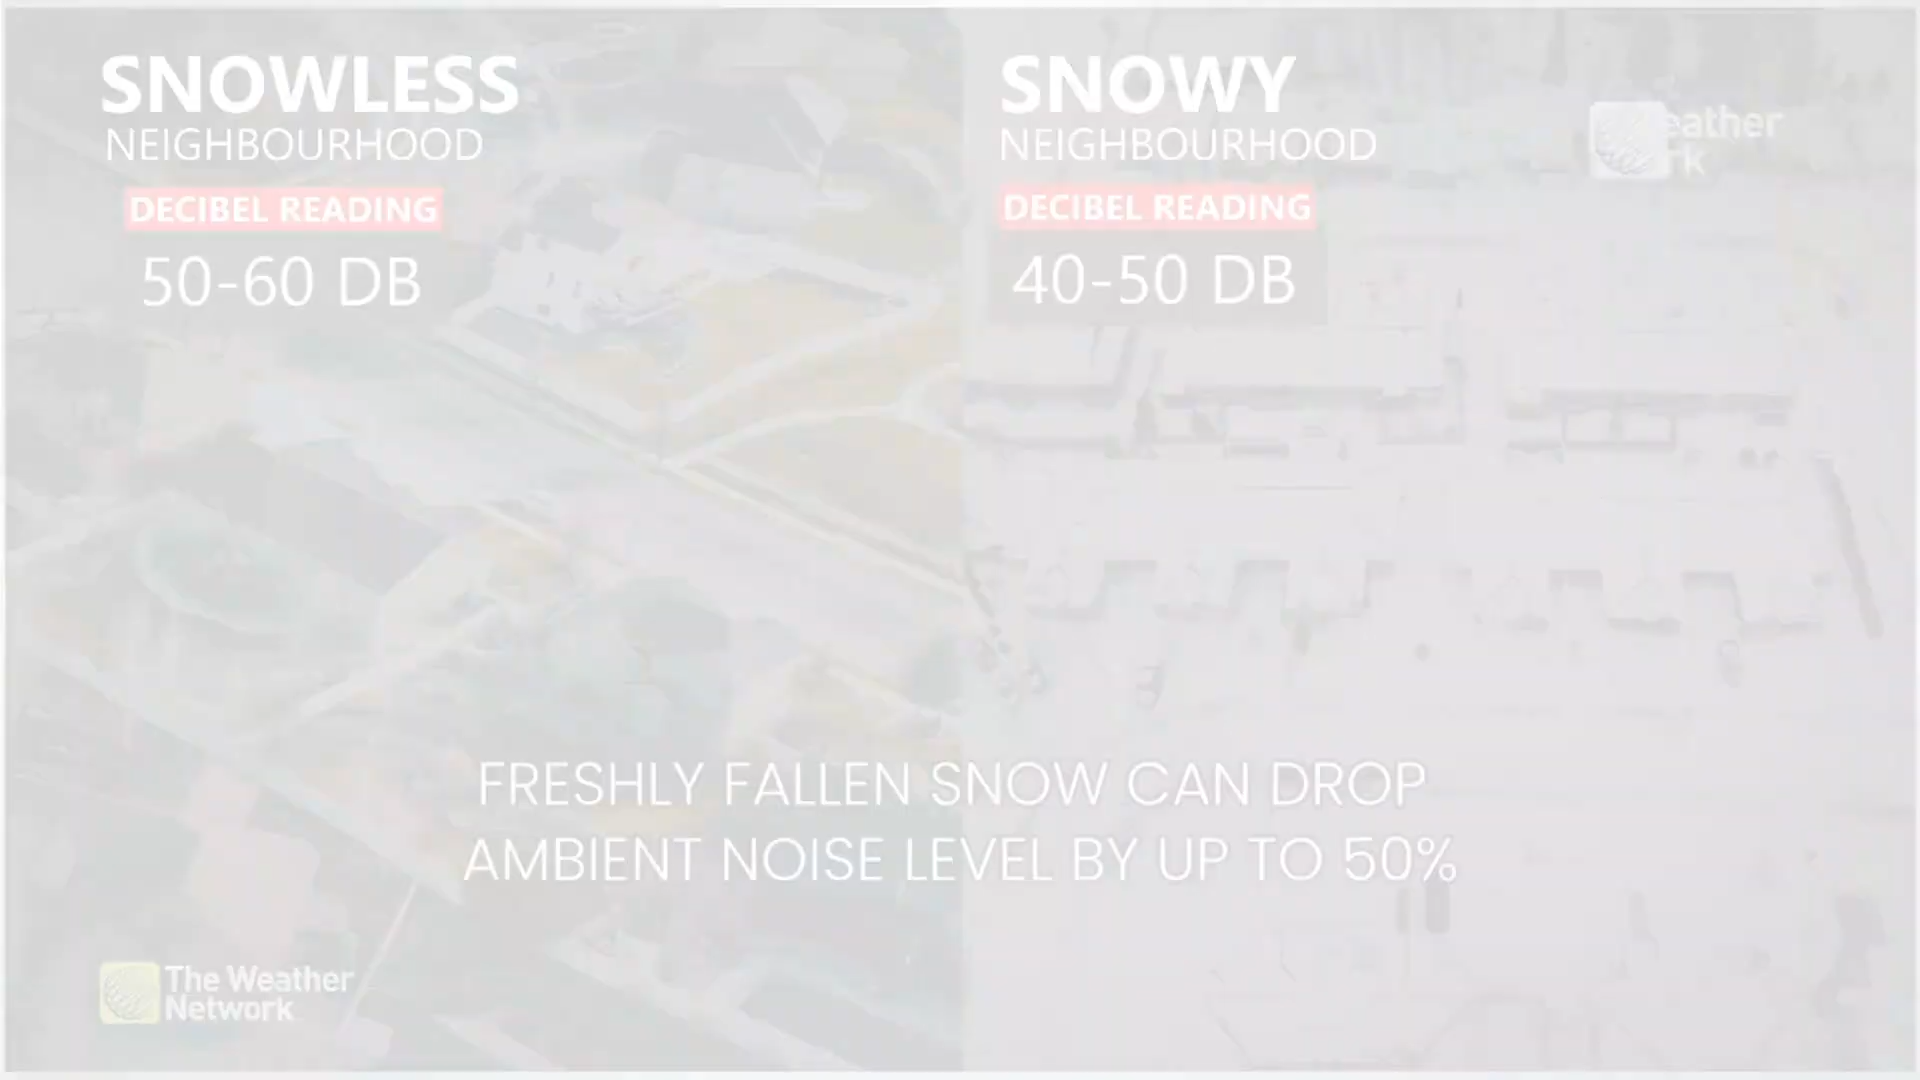 SNOWLESS
NEIGHBOURHOOD
DECIBEL READING
50-60 DB
SNOWY
NEIGHBOURHOOD
DECIBEL READING
40-50 DB
FRESHLY FALLEN SNOW CAN DROP
AMBIENT NOISE LEVEL BY UP TO 50%
The Weather
Network